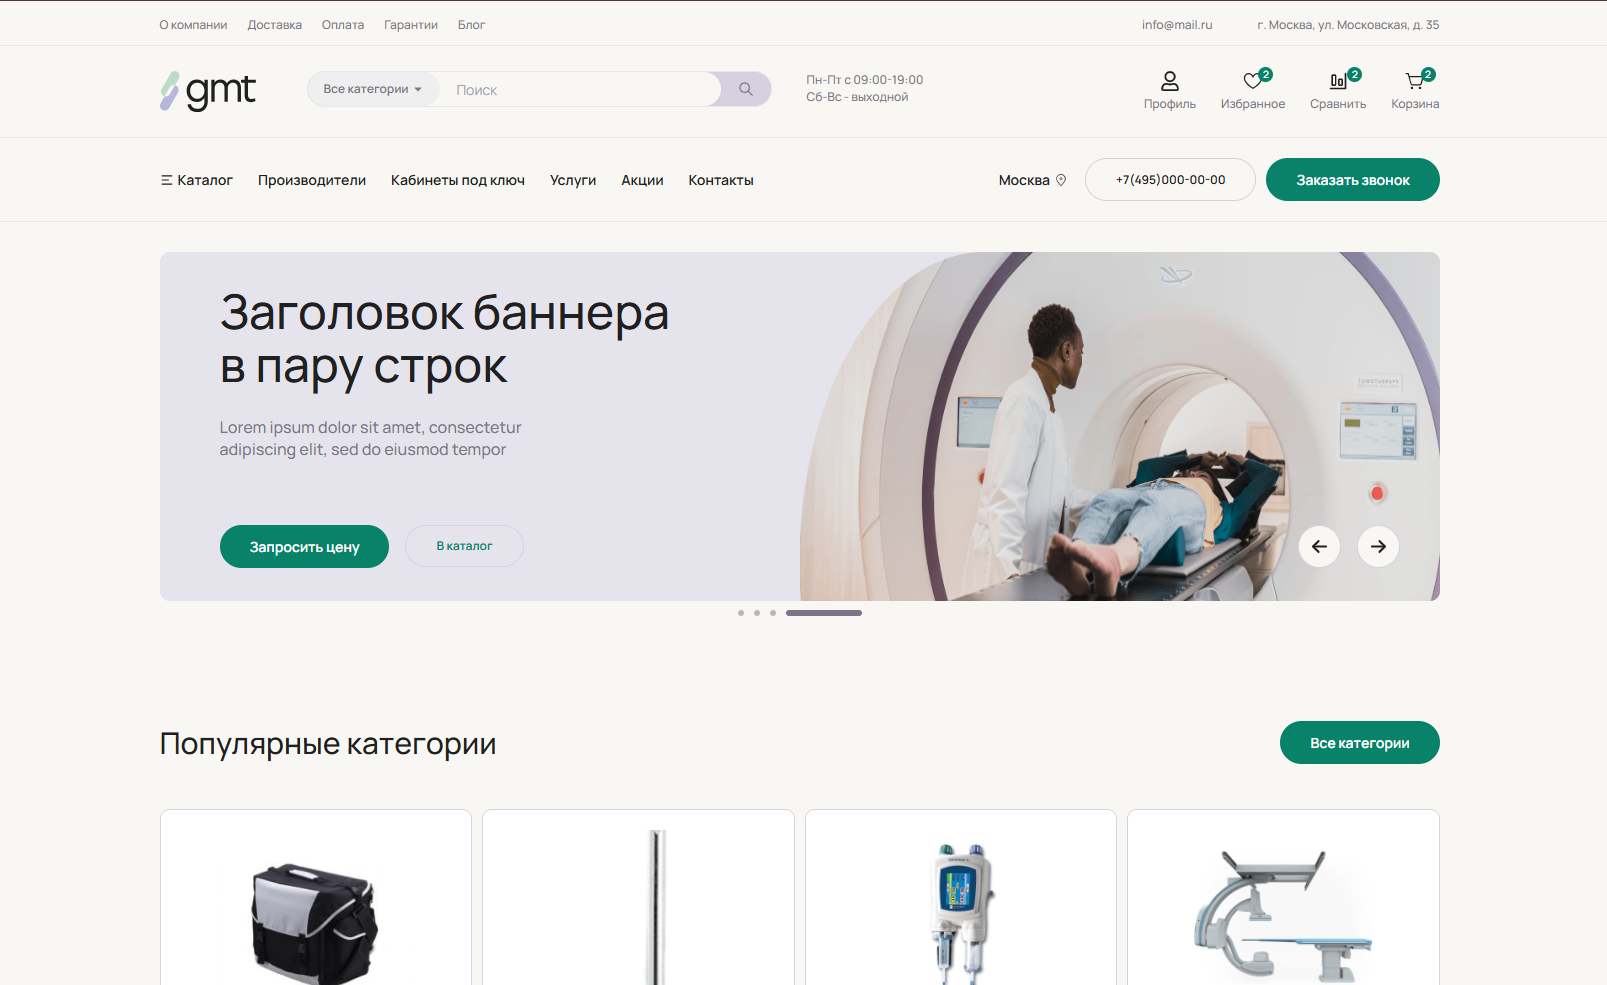 О компании Доставка Оплата Гарантии Блог info@mail.ru г. Москва, ул. Московская, д. 35
gmt
Все категории Поиск
Пн-Пт с 09:00-19:00
Сб-Вс - выходной
2 2 2
Профиль Избранное Сравнить Корзина
Каталог Производители Кабинеты под ключ Услуги Акции Контакты Москва +7(495)000-00-00 Заказать звонок
Заголовок баннера
в пару строк
Lorem ipsum dolor sit amet, consectetur
adipiscing elit, sed do eiusmod tempor
TOMOTHERAPY
Запросить цену В каталог
Популярные категории Все категории